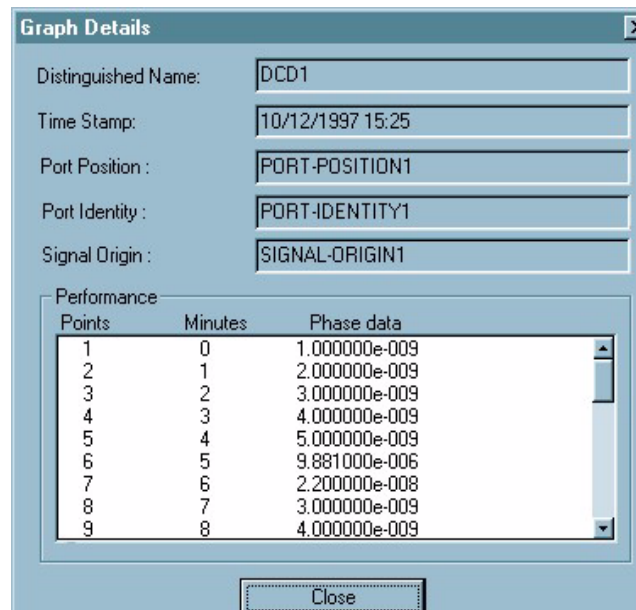 Graph Details
Distinguished Name: DCD1
Time Stamp: 10/12/1997 15:25
Port Position : PORT-POSITION1
Port Identity : PORT-IDENTITY1
Signal Origin : SIGNAL-ORIGIN1
Performance
Points Minutes Phase data
1 0 1.000000e-009
2 1 2.000000e-009
3 2 3.000000e-009
4 3 4.000000e-009
5 4 5.000000e-009
6 5 9.881000e-006
7 6 2.200000e-008
8 7 3.000000e-009
9 8 4.000000e-009
Close